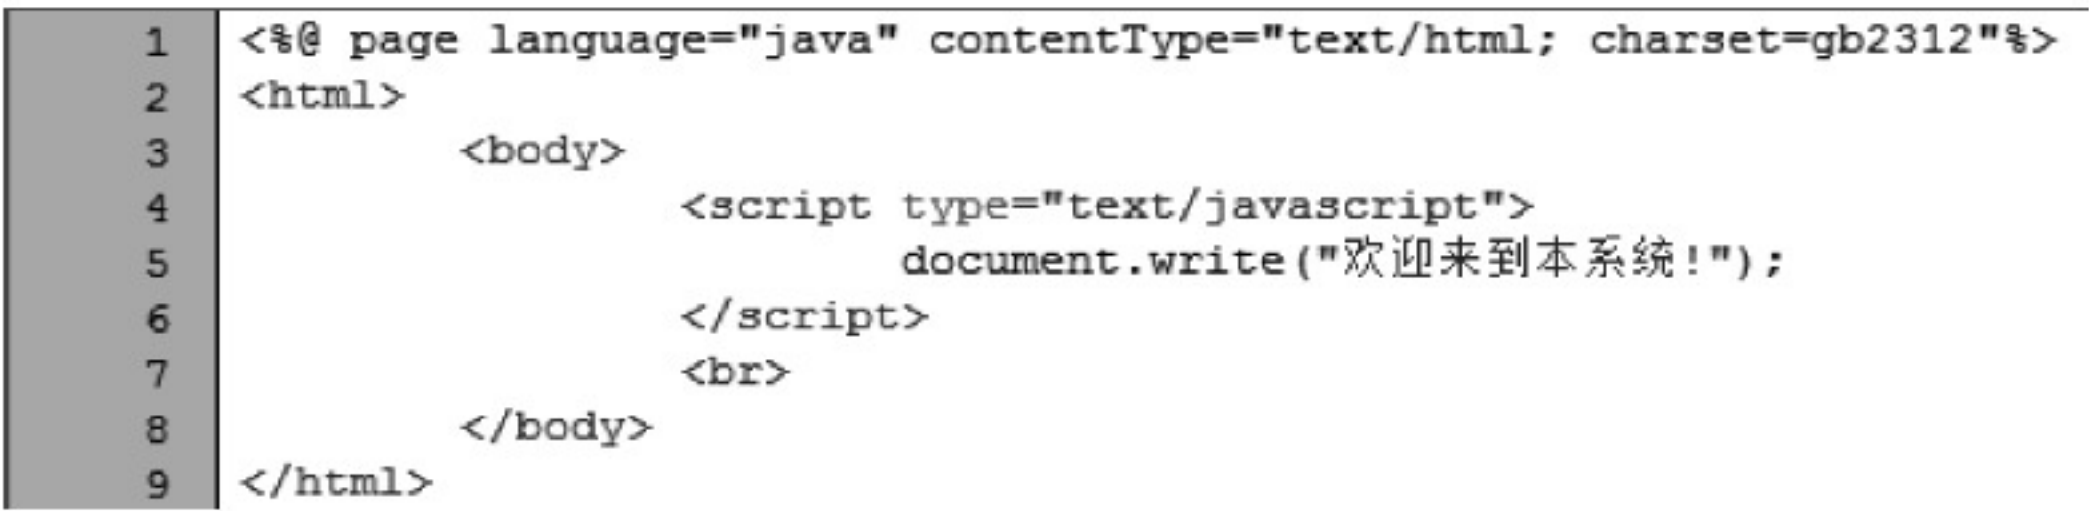 1 <%@ page language="java" contentType="text/html; charset=gb2312"%>
2 <html>
3 <body>
4 <script type="text/javascript">
5 document.write("欢迎来到本系统!");
6 </script>
7 <br>
8 </body>
9 </html>